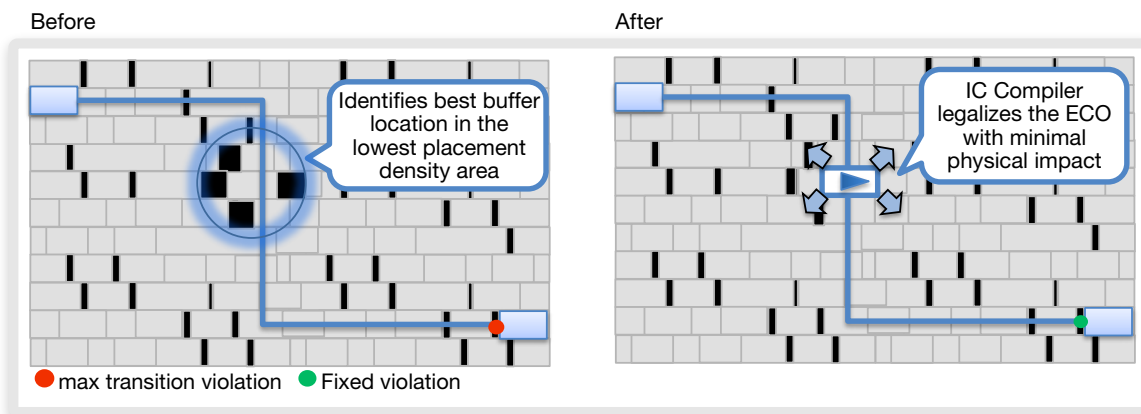 Before
After
Identifies best buffer
location in the
lowest placement
density area
IC Compiler
legalizes the ECO
with minimal
physical impact
max transition violation
Fixed violation